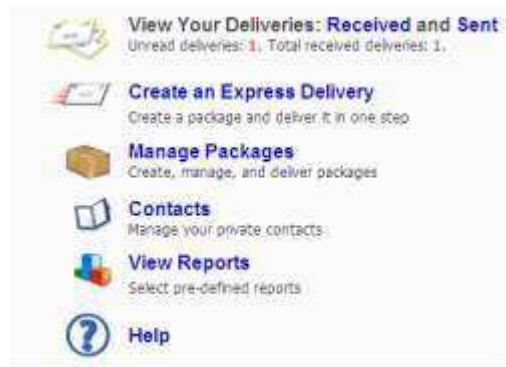 View Your Deliveries: Received and Sent
Unread deliveries: 1. Total received deliveries: 1.
Create an Express Delivery
Create a package and deliver it in one step
Manage Packages
Create, manage, and deliver packages
Contacts
Manage your private contacts
View Reports
Select pre-defined reports
Help